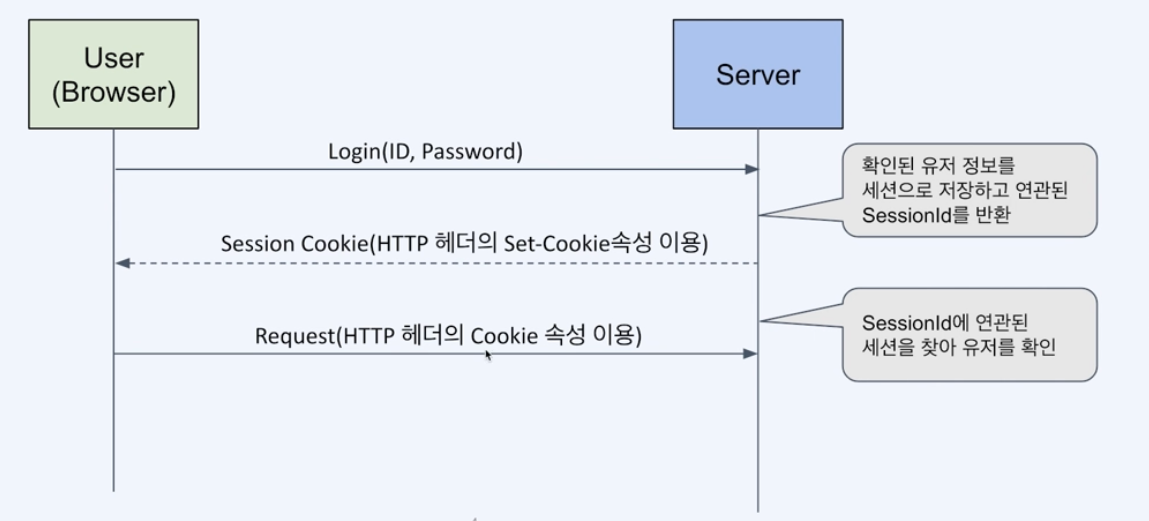 User
(Browser)
Server
Login(ID, Password)
확인된 유저 정보를
세션으로 저장하고 연관된
SessionId를 반환
Session Cookie(HTTP 헤더의 Set-Cookie속성 이용)
Request(HTTP 헤더의 Cookie 속성 이용)
SessionId에 연관된
세션을 찾아 유저를 확인